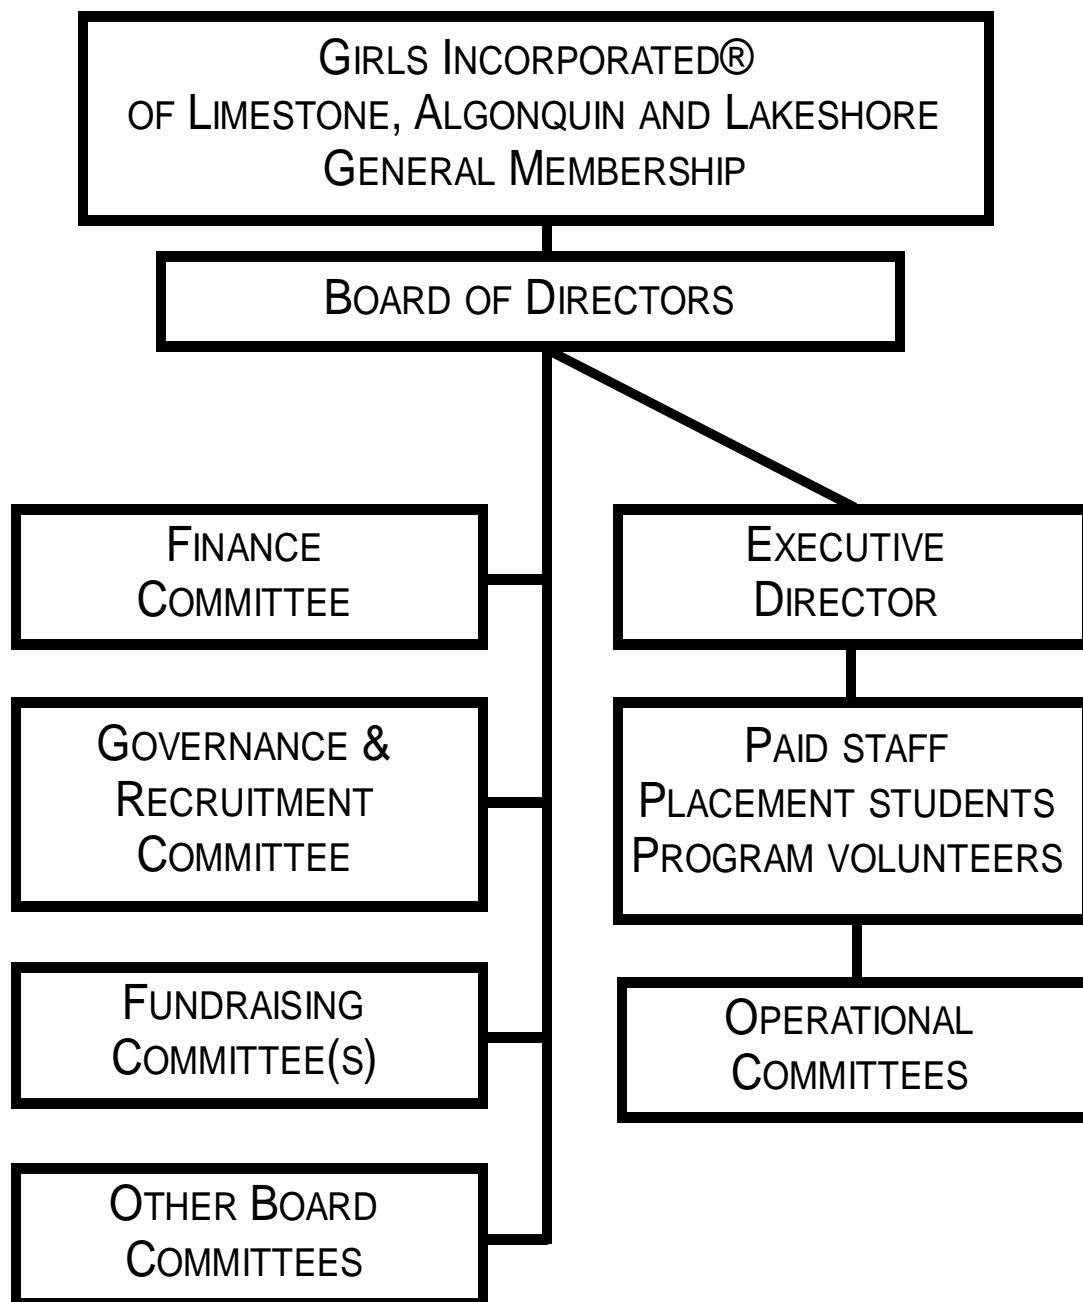 Girls Incorporated®
of Limestone, Algonquin and Lakeshore
General Membership
Board of Directors
Finance
Committee
Governance &
Recruitment
Committee
Fundraising
Committee(s)
Other Board
Committees
Executive
Director
Paid staff
Placement students
Program volunteers
Operational
Committees